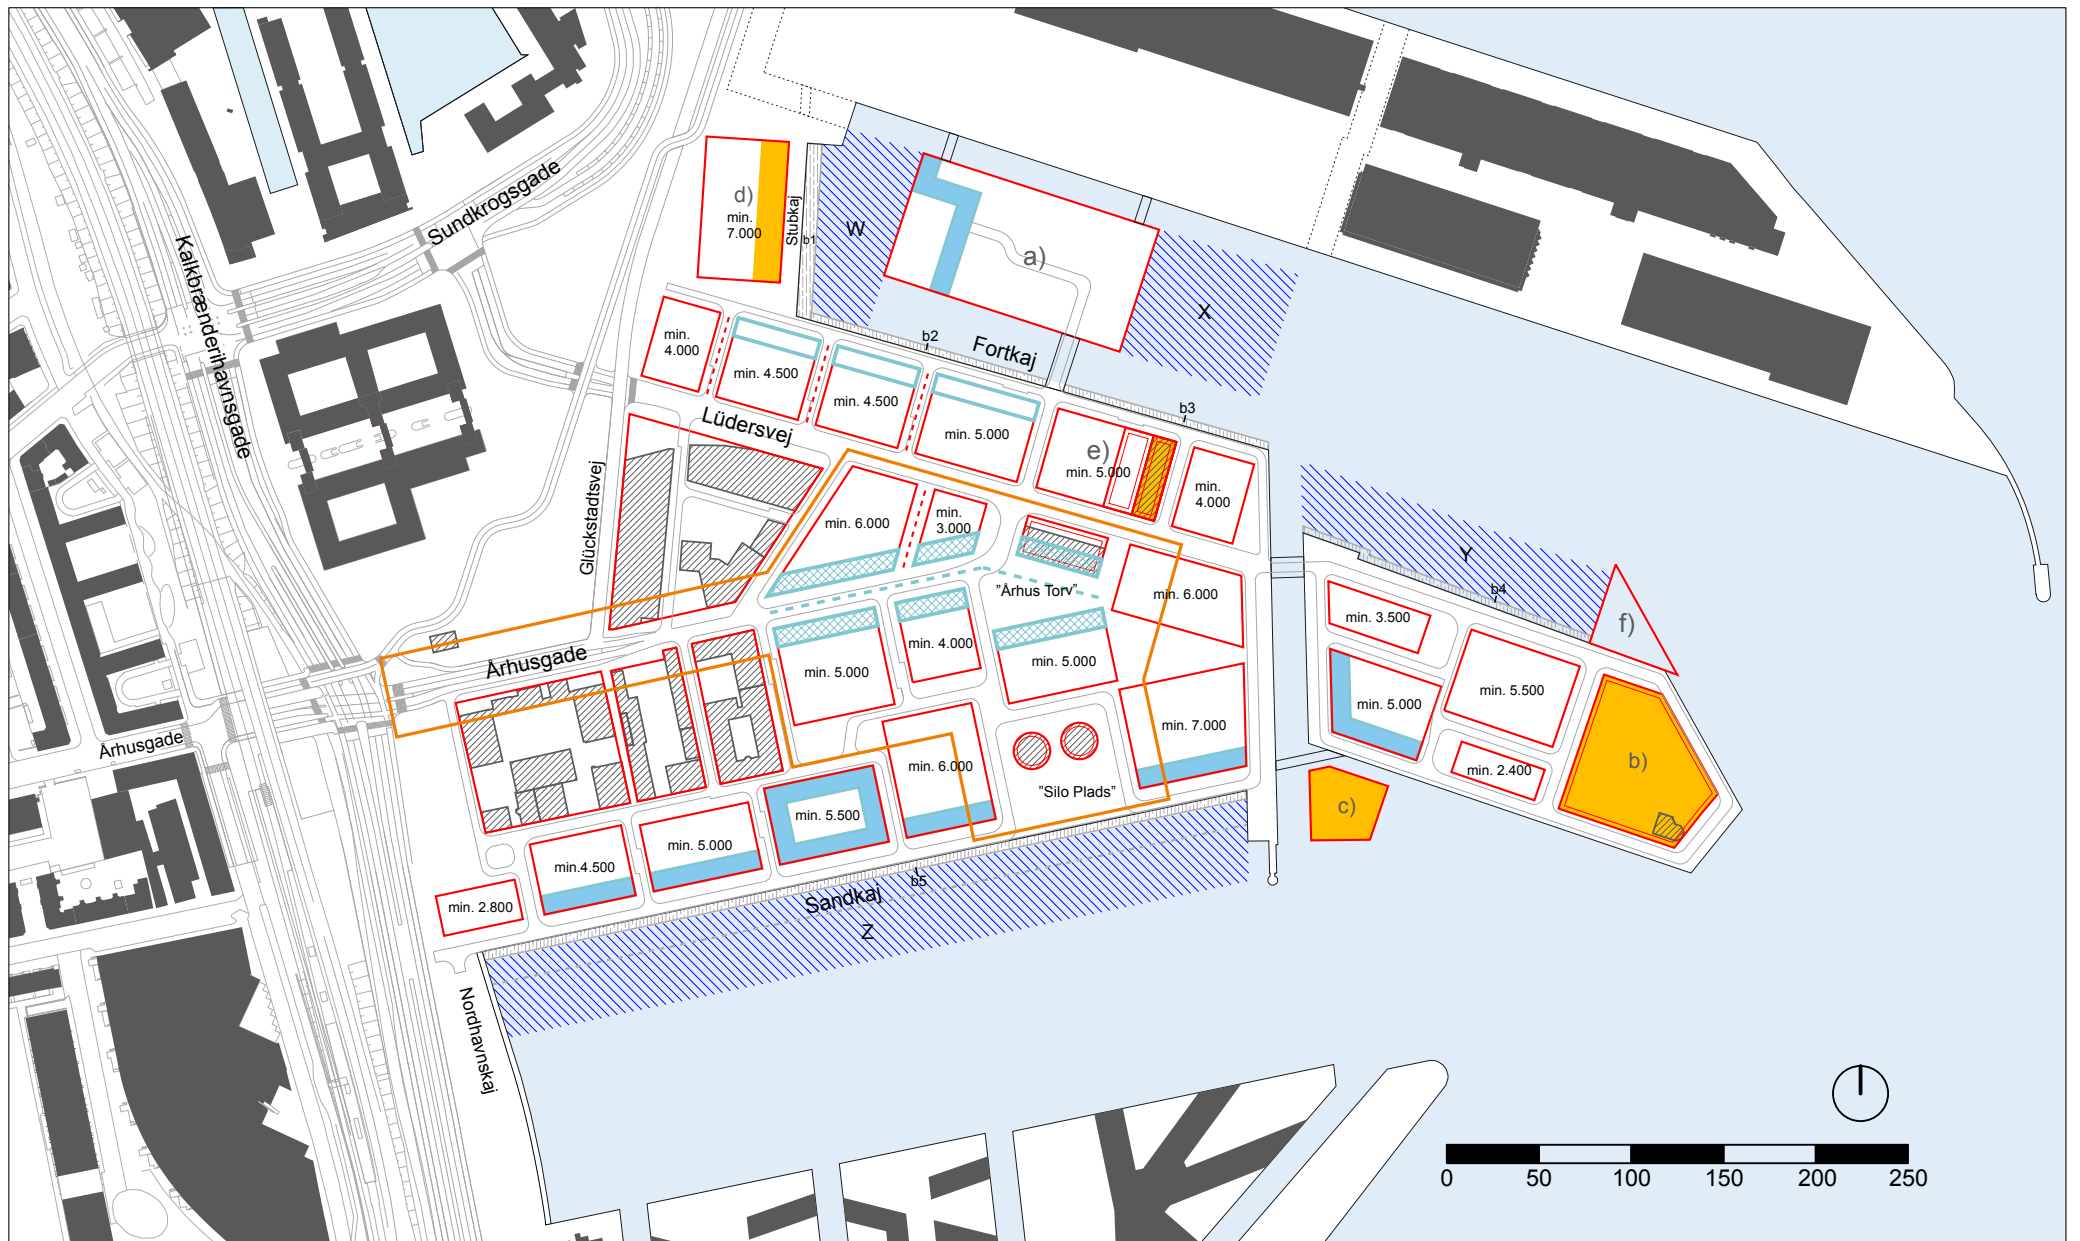 Sundkrogsgade
Kalkbrænderihavnsgade
d)
min.
7.000
Stubkaj
b1
W
a)
X
b2
Fortkaj
b3
min.
4.000
min. 4.500
min. 4.500
min. 5.000
e)
min. 5.000
min.
4.000
Lüdersvej
Glückstadtsvej
min. 6.000
min.
3.000
"Århus Torv"
min. 6.000
Y
b4
f)
min. 3.500
min. 5.000
min. 5.500
min. 2.400
b)
c)
Århusgade
Århusgade
min. 5.000
min. 4.000
min. 5.000
min. 7.000
min. 6.000
"Silo Plads"
min. 5.500
min. 5.000
min.4.500
min. 2.800
b5
Sandkaj
Z
Nordhavnskaj
0 50 100 150 200 250